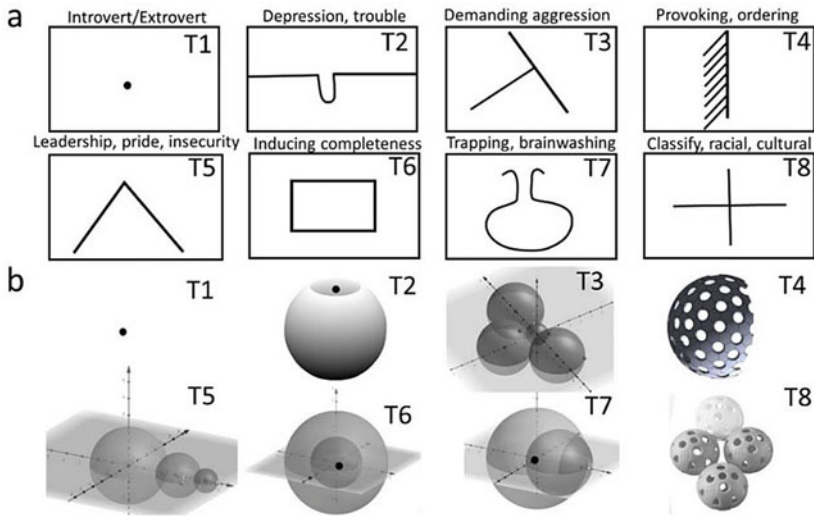 a
Introvert/Extrovert Depression, trouble Demanding aggression Provoking, ordering
T1 T2 T3 T4
Leadership, pride, insecurity Inducing completeness Trapping, brainwashing Classify, racial, cultural
T5 T6 T7 T8
b
T1 T2 T3 T4
T5 T6 T7 T8